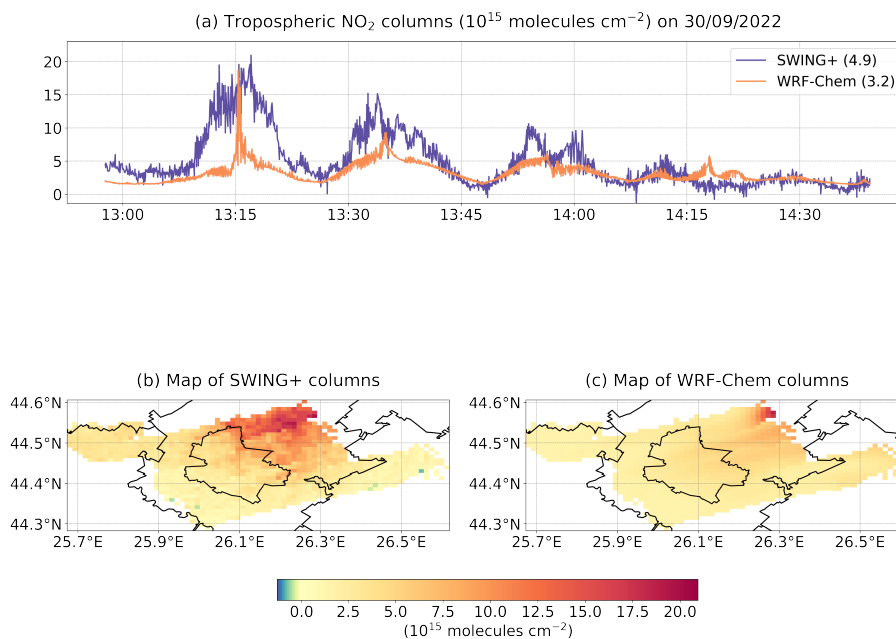 (a) Tropospheric NO₂ columns (10¹⁵ molecules cm⁻²) on 30/09/2022
20
15
10
5
0
SWING+ (4.9)
WRF-Chem (3.2)
13:00 13:15 13:30 13:45 14:00 14:15 14:30
(b) Map of SWING+ columns
44.6°N
44.5°N
44.4°N
44.3°N
25.7°E 25.9°E 26.1°E 26.3°E 26.5°E
(c) Map of WRF-Chem columns
44.6°N
44.5°N
44.4°N
44.3°N
25.7°E 25.9°E 26.1°E 26.3°E 26.5°E
0.0 2.5 5.0 7.5 10.0 12.5 15.0 17.5 20.0
(10¹⁵ molecules cm⁻²)